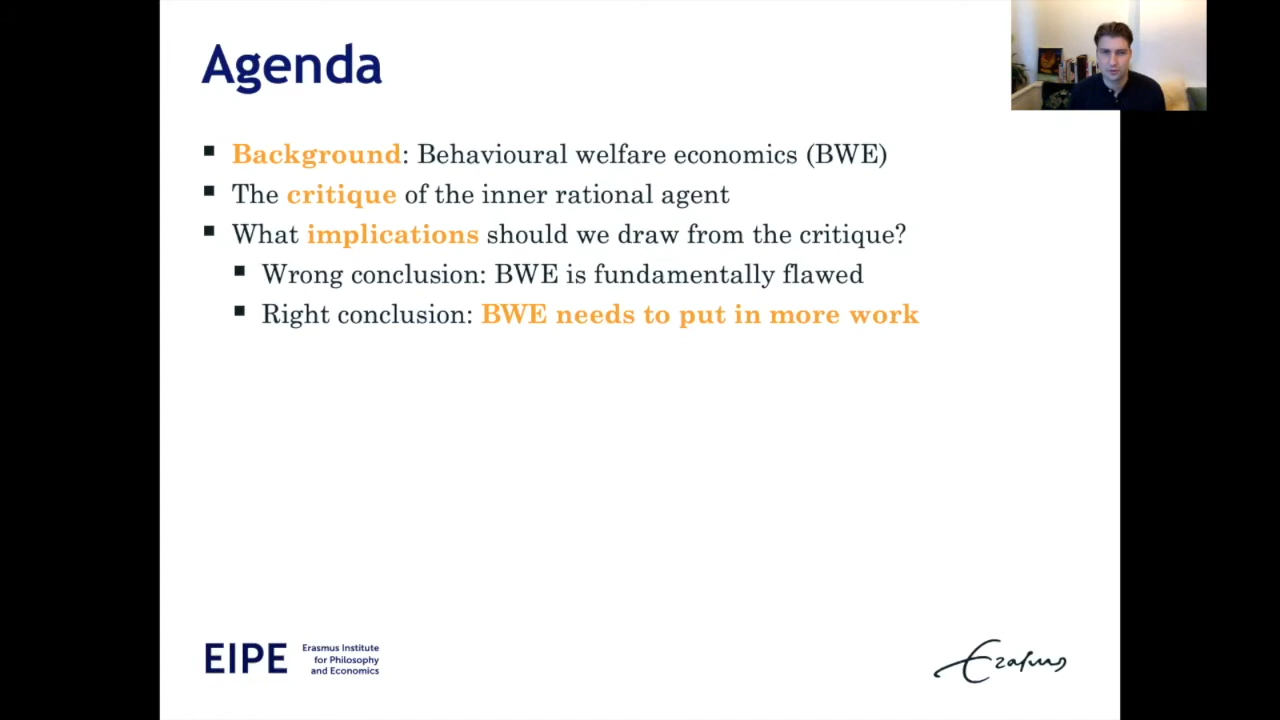 Agenda
▪ Background: Behavioural welfare economics (BWE)
▪ The critique of the inner rational agent
▪ What implications should we draw from the critique?
▪ Wrong conclusion: BWE is fundamentally flawed
▪ Right conclusion: BWE needs to put in more work
EIPE
Erasmus Institute
for Philosophy
and Economics
Erasmus